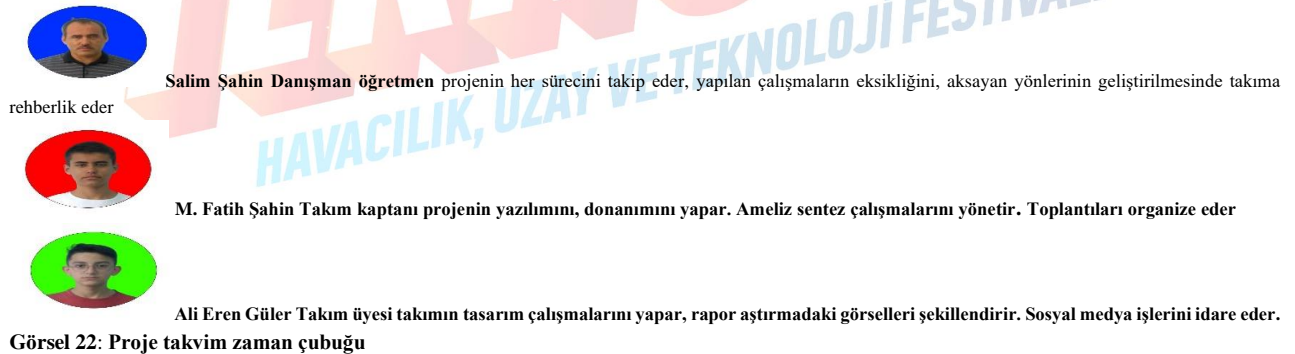 Salim Şahin Danışman öğretmen projenin her sürecini takip eder, yapılan çalışmaların eksikliğini, aksayan yönlerinin geliştirilmesinde takıma
rehberlik eder
HAVACILIK, UZAY VE TEKNOLOJİ FESTİVALİ
M. Fatih Şahin Takım kaptanı projenin yazılımını, donanımını yapar. Ameliz sentez çalışmalarını yönetir. Toplantıları organize eder
Ali Eren Güler Takım üyesi takımın tasarım çalışmalarını yapar, rapor aştırmadaki görselleri şekillendirir. Sosyal medya işlerini idare eder.
Görsel 22: Proje takvim zaman çubuğu